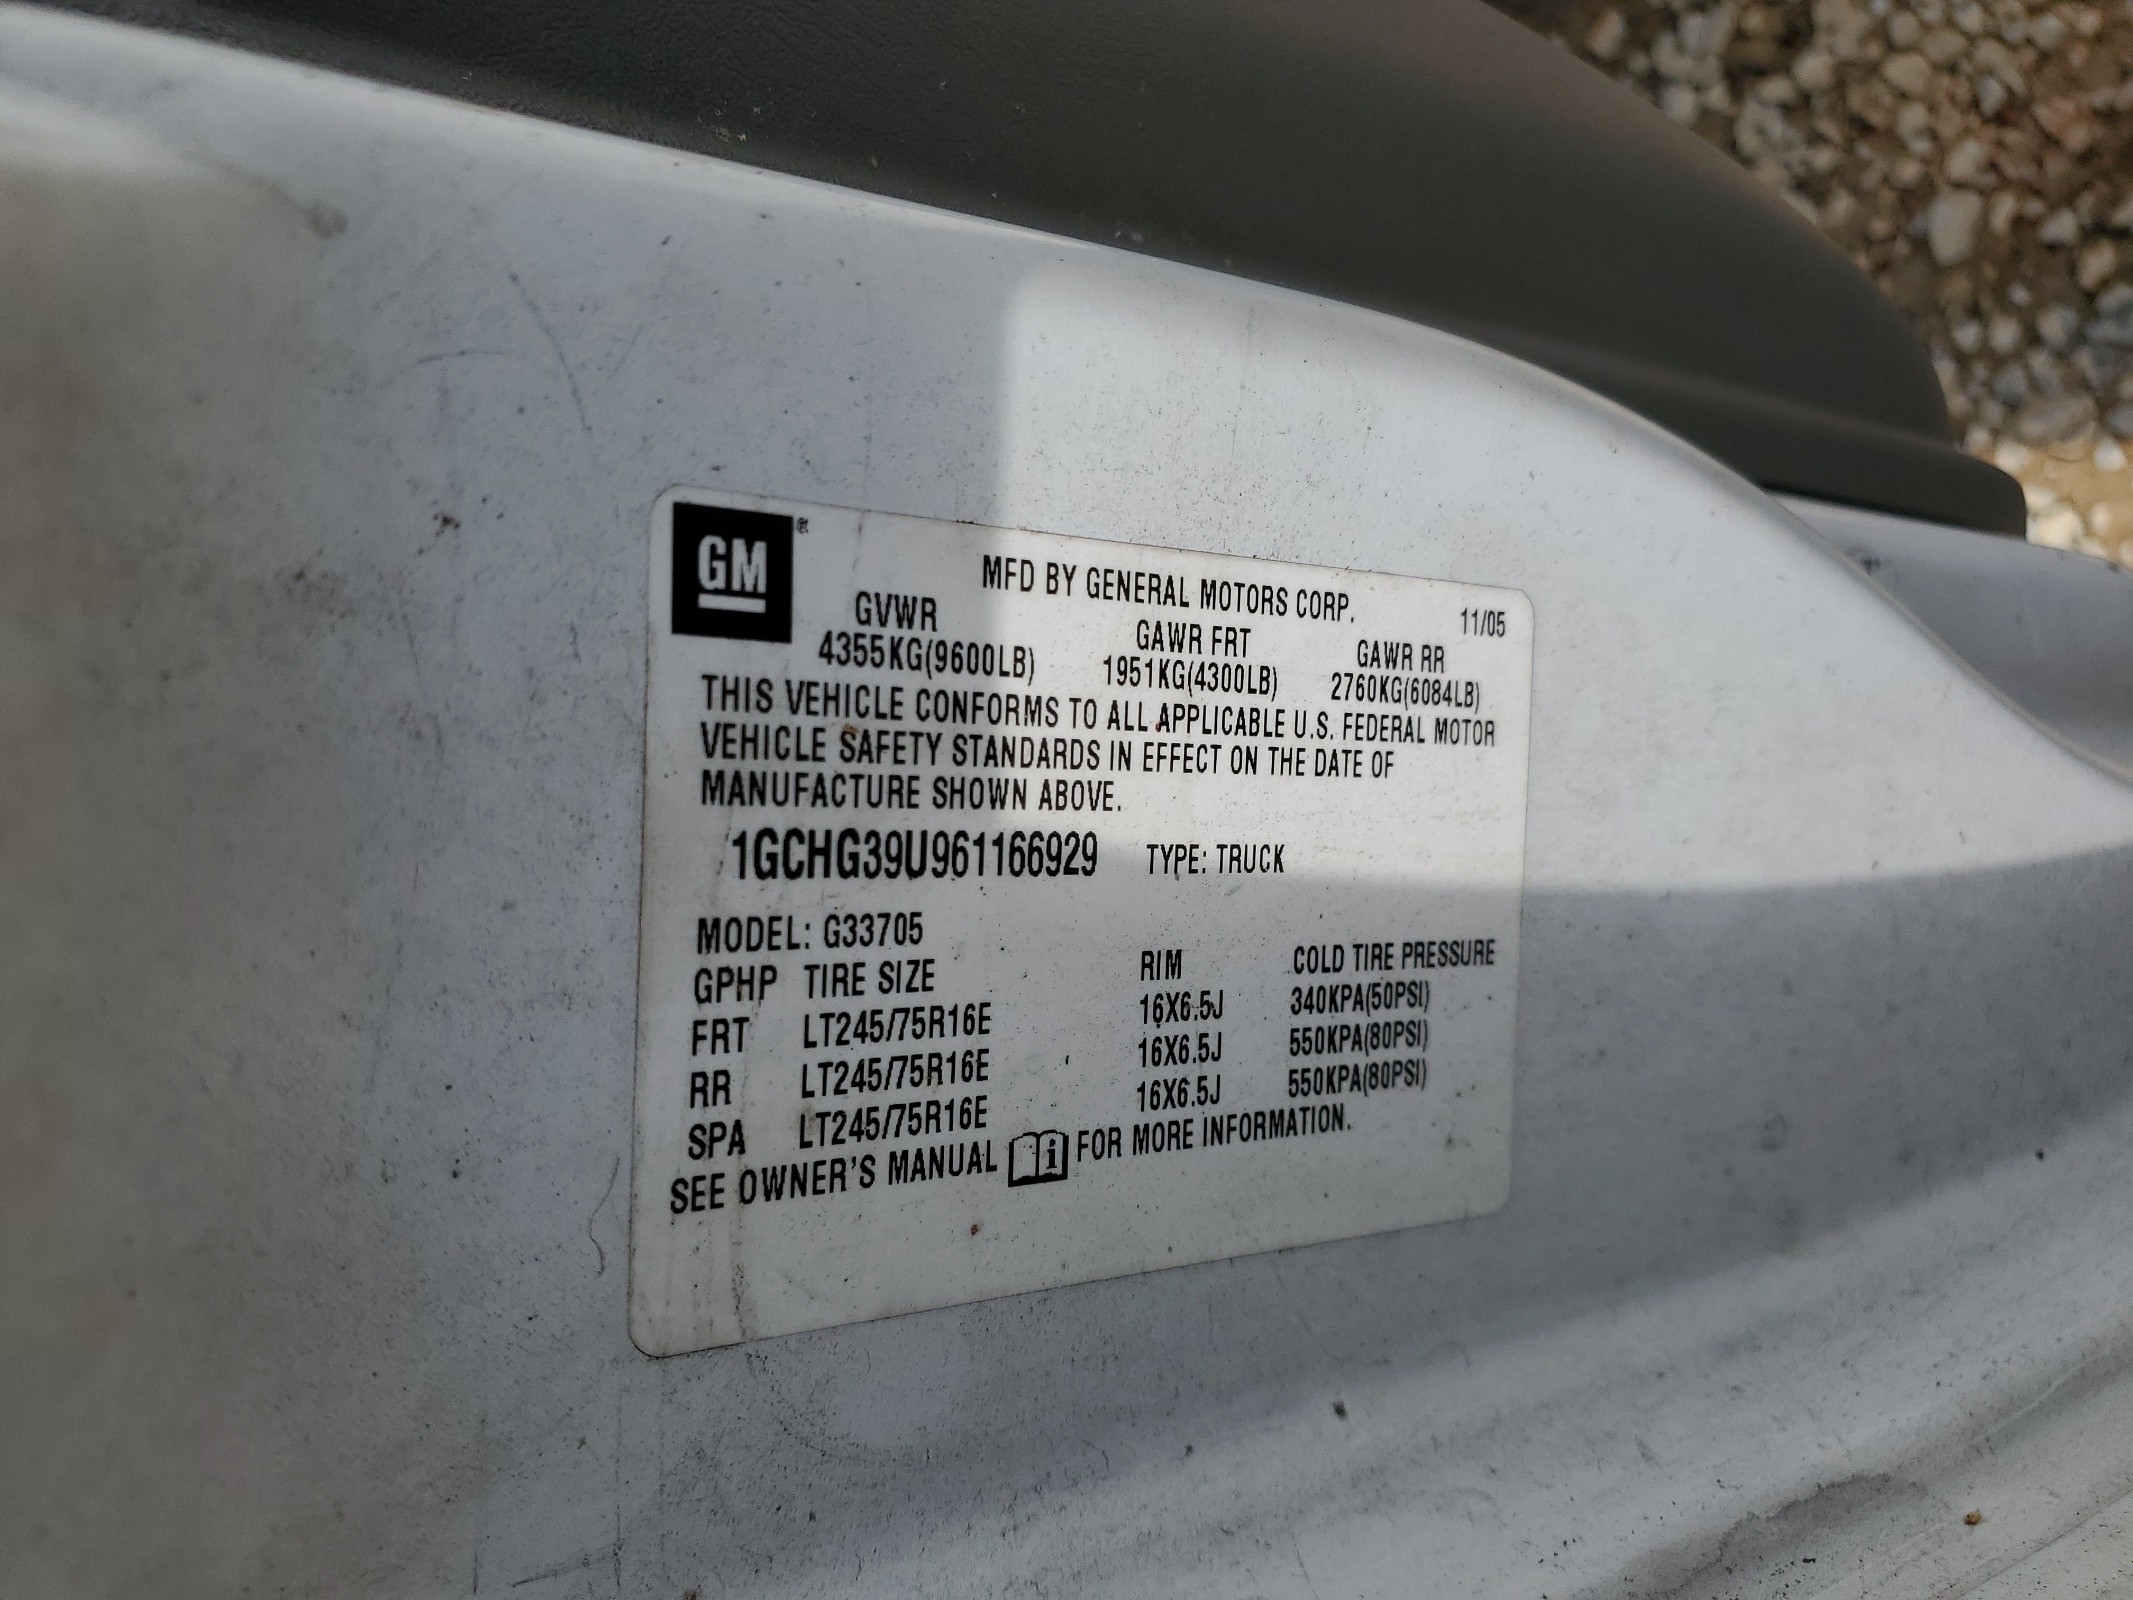 GM®
MFD BY GENERAL MOTORS CORP. 11/05
GVWR GAWR FRT GAWR RR
4355KG(9600LB) 1951KG(4300LB) 2760KG(6084LB)
THIS VEHICLE CONFORMS TO ALL APPLICABLE U.S. FEDERAL MOTOR
VEHICLE SAFETY STANDARDS IN EFFECT ON THE DATE OF
MANUFACTURE SHOWN ABOVE.
1GCHG39U961166929 TYPE: TRUCK
MODEL: G33705
GPHP TIRE SIZE RIM COLD TIRE PRESSURE
FRT LT245/75R16E 16X6.5J 340KPA(50PSI)
RR LT245/75R16E 16X6.5J 550KPA(80PSI)
SPA LT245/75R16E 16X6.5J 550KPA(80PSI)
SEE OWNER'S MANUAL i FOR MORE INFORMATION.